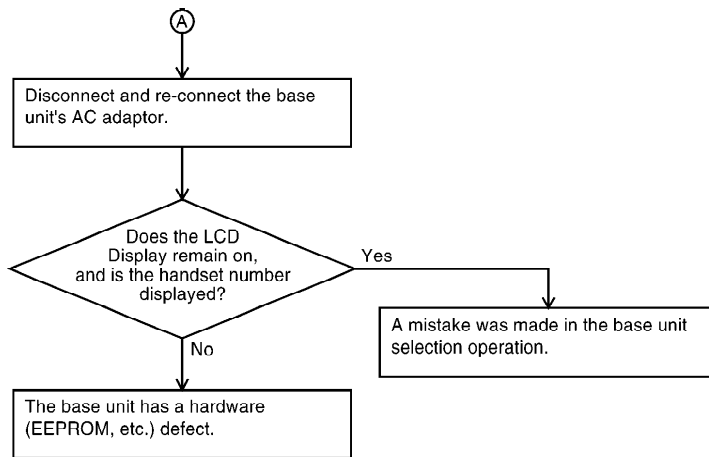 A
Disconnect and re-connect the base
unit's AC adaptor.
Does the LCD
Display remain on,
and is the handset number
displayed?
Yes
A mistake was made in the base unit
selection operation.
No
The base unit has a hardware
(EEPROM, etc.) defect.